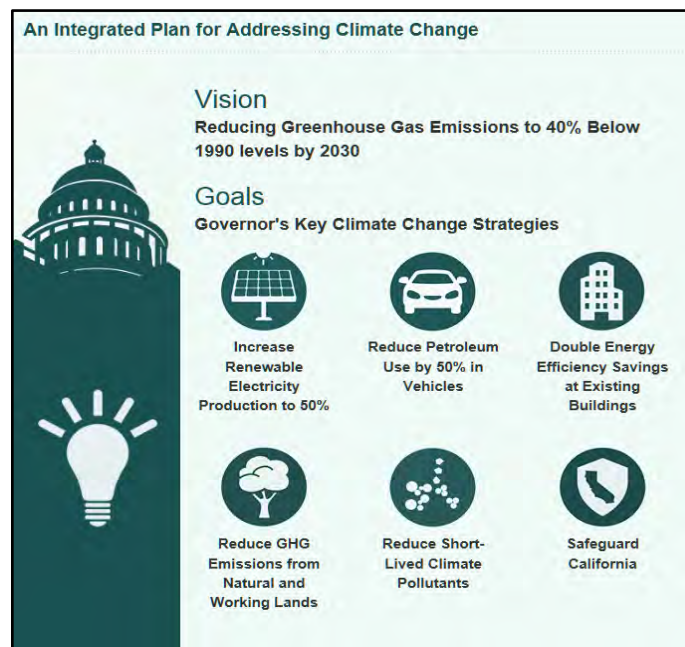 An Integrated Plan for Addressing Climate Change
Vision
Reducing Greenhouse Gas Emissions to 40% Below
1990 levels by 2030
Goals
Governor's Key Climate Change Strategies
Increase
Renewable
Electricity
Production to 50%
Reduce Petroleum
Use by 50% in
Vehicles
Double Energy
Efficiency Savings
at Existing
Buildings
Reduce GHG
Emissions from
Natural and
Working Lands
Reduce Short-
Lived Climate
Pollutants
Safeguard
California